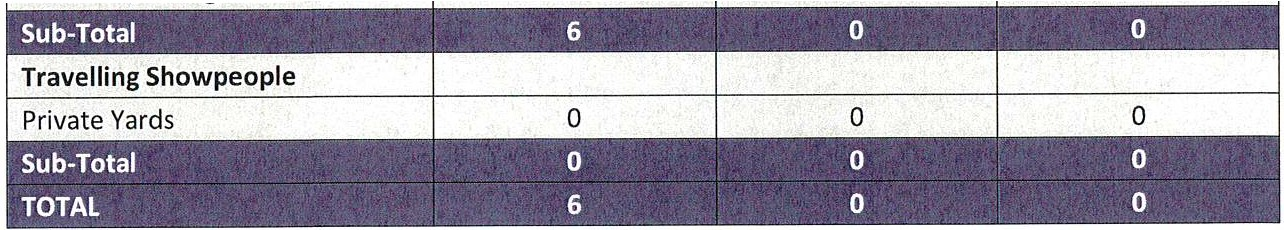 Sub-Total 6 0 0
Travelling Showpeople
Private Yards 0 0 0
Sub-Total 0 0 0
TOTAL 6 0 0